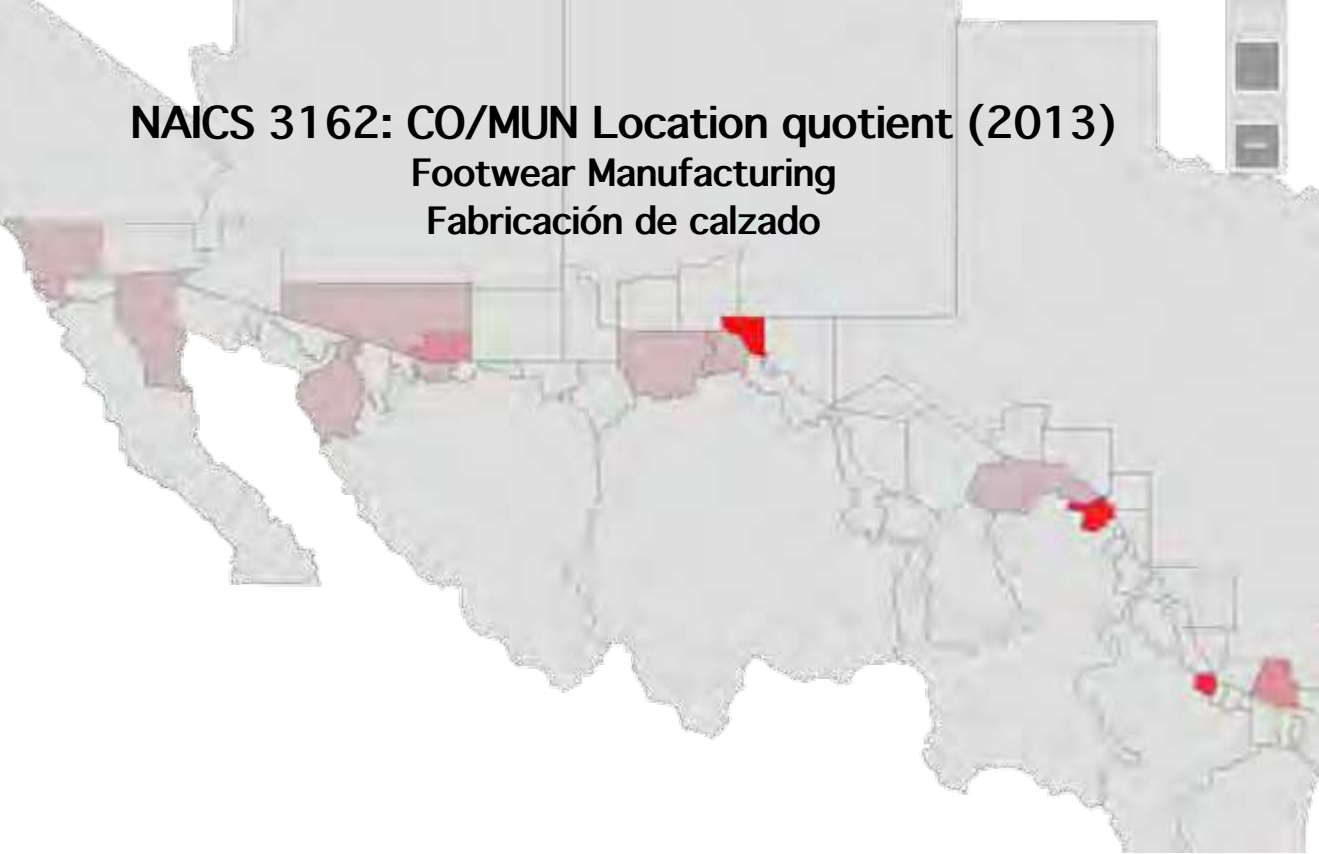 NAICS 3162: CO/MUN Location quotient (2013)
Footwear Manufacturing
Fabricación de calzado